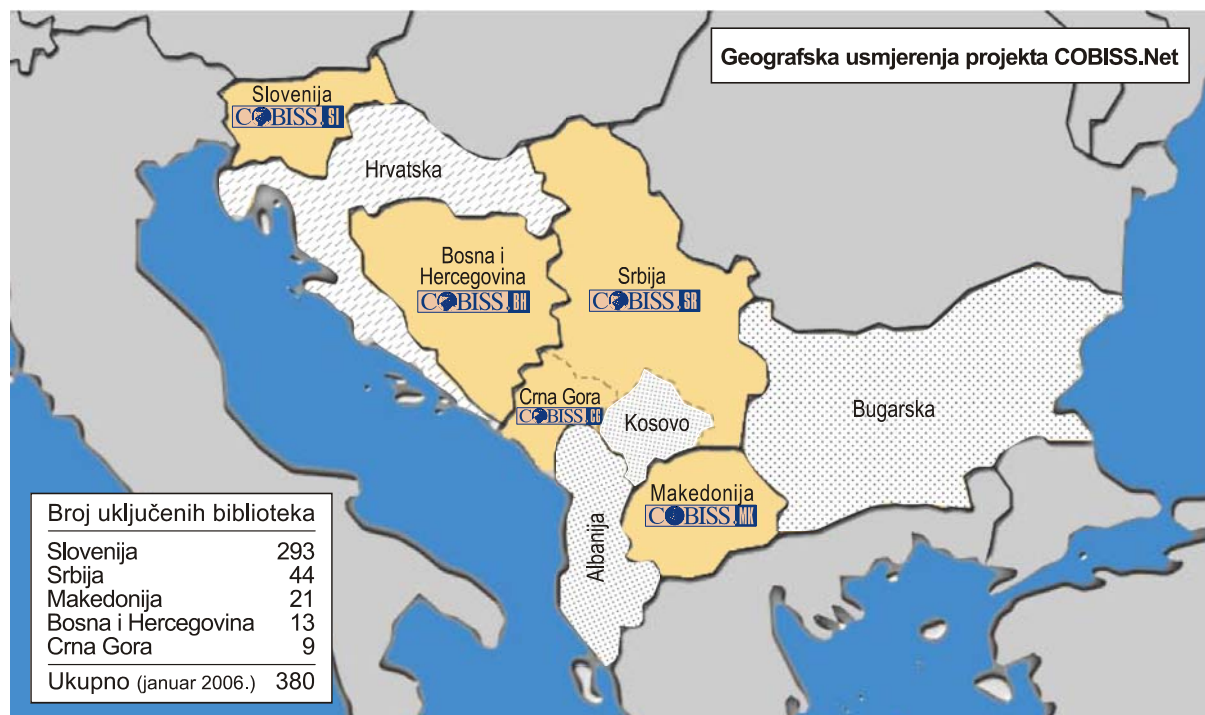 Geografska usmjerenja projekta COBISS.Net
Slovenija
COBISS.SI
Hrvatska
Bosna i
Hercegovina
COBISS.BH
Srbija
COBISS.SR
Crna Gora
COBISS.CG
Kosovo
Bugarska
Makedonija
COBISS.MK
Albanija
Broj uključenih biblioteka
Slovenija 293
Srbija 44
Makedonija 21
Bosna i Hercegovina 13
Crna Gora 9
Ukupno (januar 2006.) 380